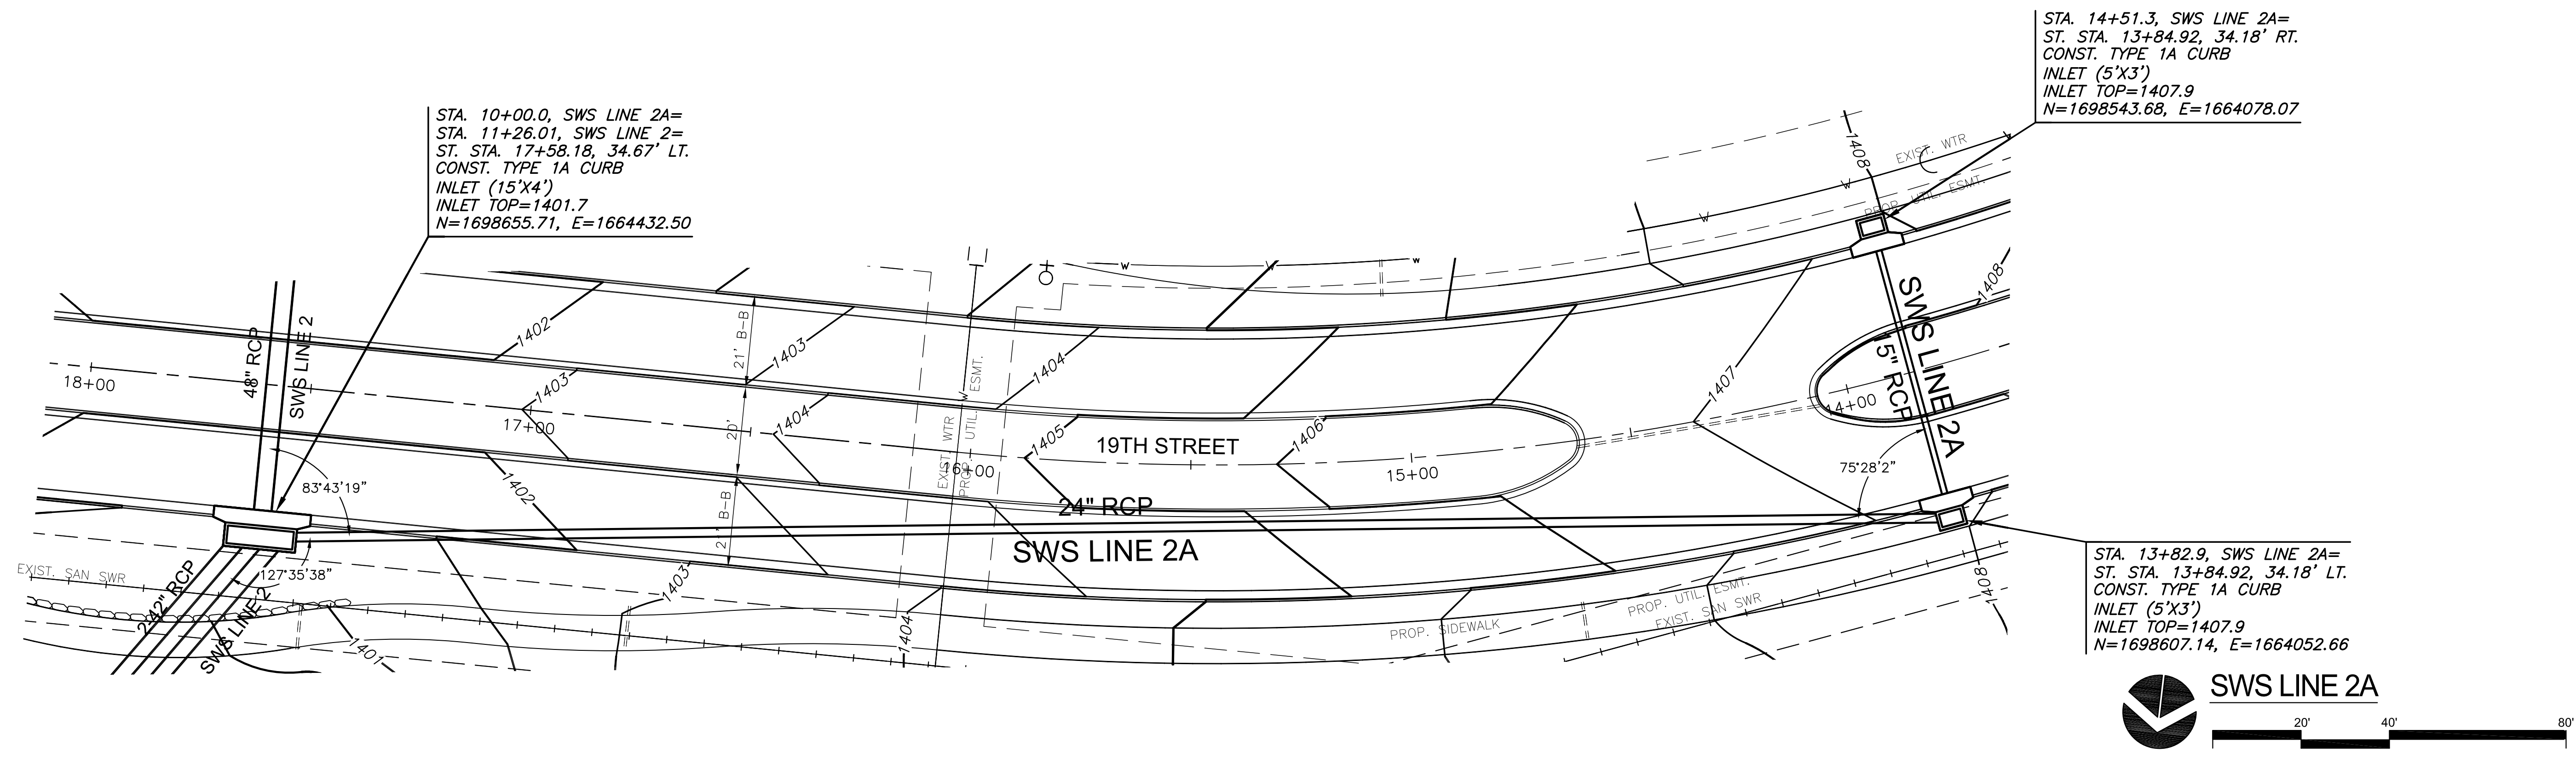 STA. 14+51.3, SWS LINE 2A=
ST. STA. 13+84.92, 34.18' RT.
CONST. TYPE 1A CURB
INLET (5'X3')
INLET TOP=1407.9
N=1698543.68, E=1664078.07
STA. 10+00.0, SWS LINE 2A=
STA. 11+26.01, SWS LINE 2=
ST. STA. 17+58.18, 34.67' LT.
CONST. TYPE 1A CURB
INLET (15'X4')
INLET TOP=1401.7
N=1698655.71, E=1664432.50
1408
EXIST. WTR
W
W
PROP. UTIL. ESMT.
W
W
W
W
1408
SWS LINE 2A
15" RCP
48" RCP
SWS LINE 2
1402
1403
1404
21' B-B
EXIST. WTR
W
PROP. UTIL. ESMT.
18+00
1403
17+00
1404
20'
16+00
1405
19TH STREET
1406
15+00
1407
14+00
75°28'2"
83°43'19"
1402
21' B-B
24" RCP
SWS LINE 2A
EXIST. SAN SWR
127°35'38"
2-42" RCP
SWS LINE 2
1401
1403
1404
PROP. SIDEWALK
PROP. UTIL. ESMT.
EXIST. SAN SWR
1408
STA. 13+82.9, SWS LINE 2A=
ST. STA. 13+84.92, 34.18' LT.
CONST. TYPE 1A CURB
INLET (5'X3')
INLET TOP=1407.9
N=1698607.14, E=1664052.66
SWS LINE 2A
20'
40'
80'